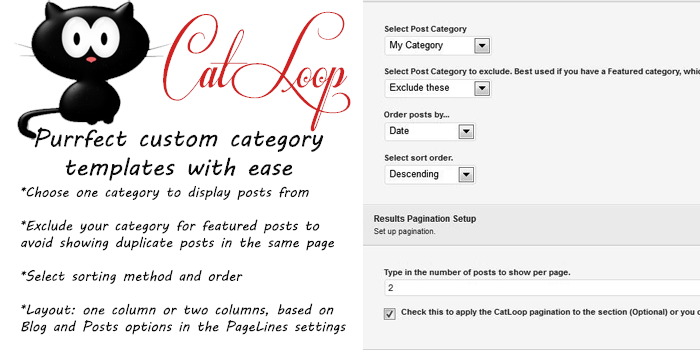 CatLoop
Purrfect custom category
templates with ease
*Choose one category to display posts from
*Exclude your category for featured posts to
avoid showing duplicate posts in the same page
*Select sorting method and order
*Layout: one column or two columns, based on
Blog and Posts options in the PageLines settings
Select Post Category
My Category
Select Post Category to exclude. Best used if you have a Featured category, whic
Exclude these
Order posts by...
Date
Select sort order.
Descending
Results Pagination Setup
Set up pagination.
Type in the number of posts to show per page.
2
Check this to apply the CatLoop pagination to the section (Optional) or you c